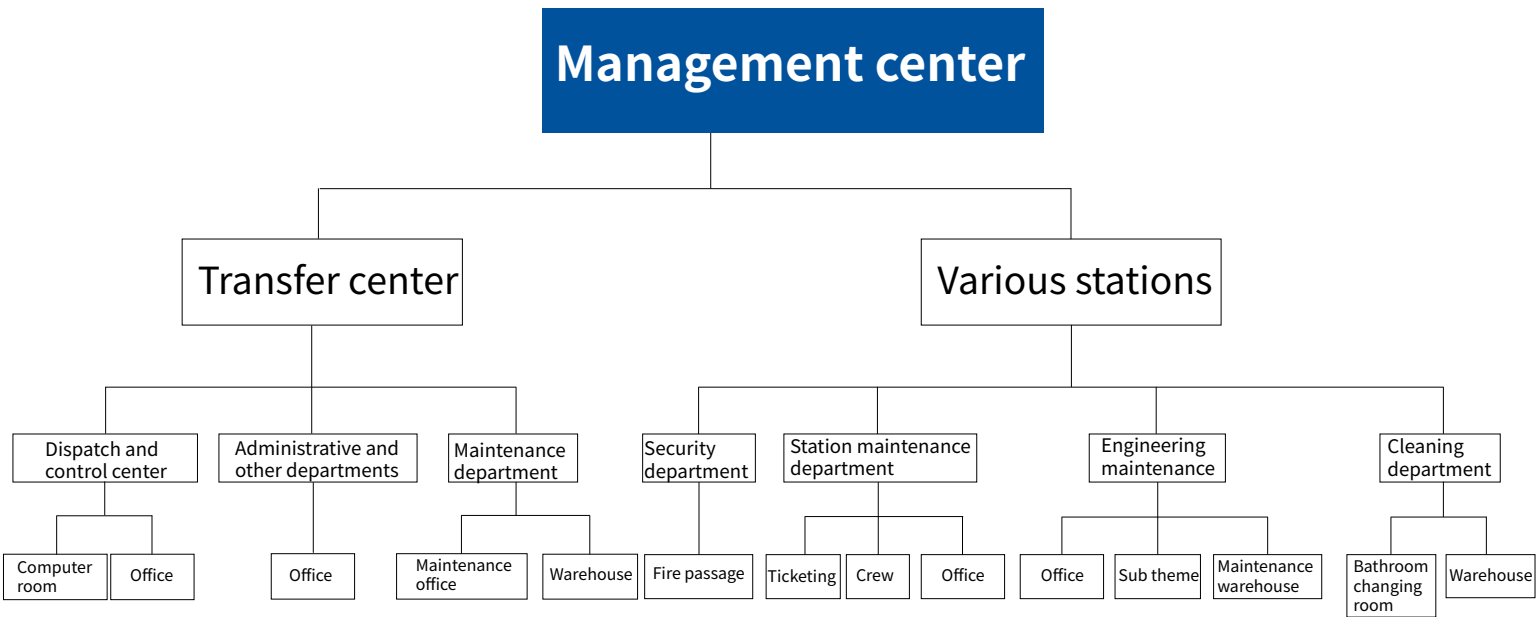 Management center
Transfer center
Various stations
Dispatch and
control center
Administrative and
other departments
Maintenance
department
Security
department
Station maintenance
department
Engineering
maintenance
Cleaning
department
Computer
room
Office
Office
Maintenance
office
Warehouse
Fire passage
Ticketing
Crew
Office
Office
Sub theme
Maintenance
warehouse
Bathroom
changing
room
Warehouse